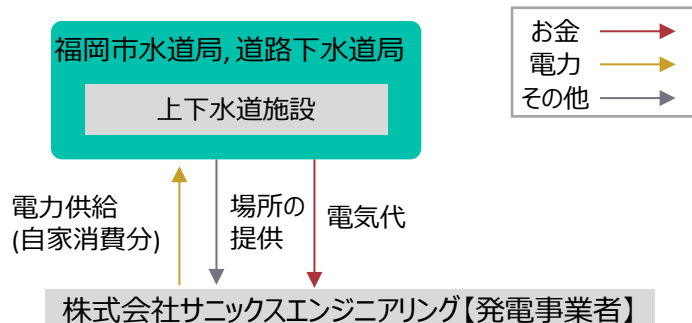 福岡市水道局, 道路下水道局
上下水道施設
お金
電力
その他
電力供給
(自家消費分)
場所の
提供
電気代
株式会社サニックスエンジニアリング【発電事業者】